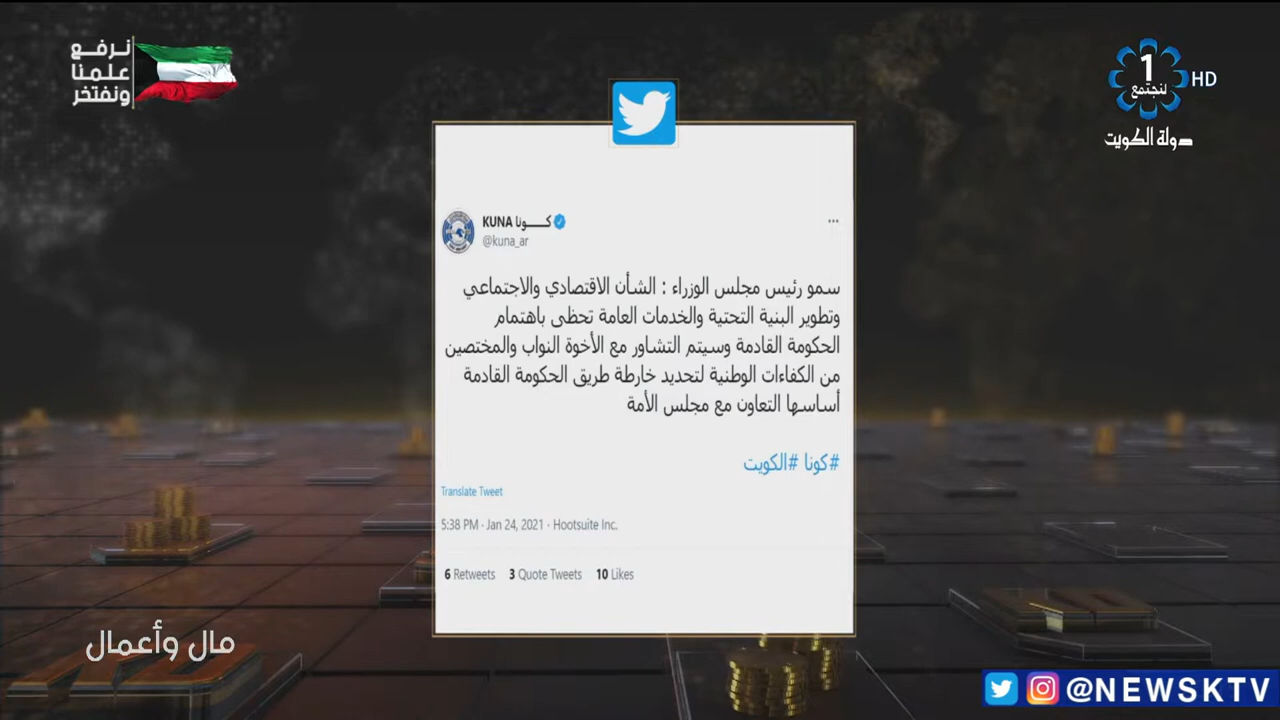 نرفع
علمنا
ونفتخر
1
لنجتمع
HD
دولة الكويت
KUNA كـــونا
@kuna_ar
سمو رئيس مجلس الوزراء : الشأن الاقتصادي والاجتماعي
وتطوير البنية التحتية والخدمات العامة تحظى باهتمام
الحكومة القادمة وسيتم التشاور مع الأخوة النواب والمختصين
من الكفاءات الوطنية لتحديد خارطة طريق الحكومة القادمة
أساسها التعاون مع مجلس الأمة
#كونا #الكويت
Translate Tweet
5:38 PM · Jan 24, 2021 · Hootsuite Inc.
6 Retweets 3 Quote Tweets 10 Likes
مال وأعمال
@NEWSKTV